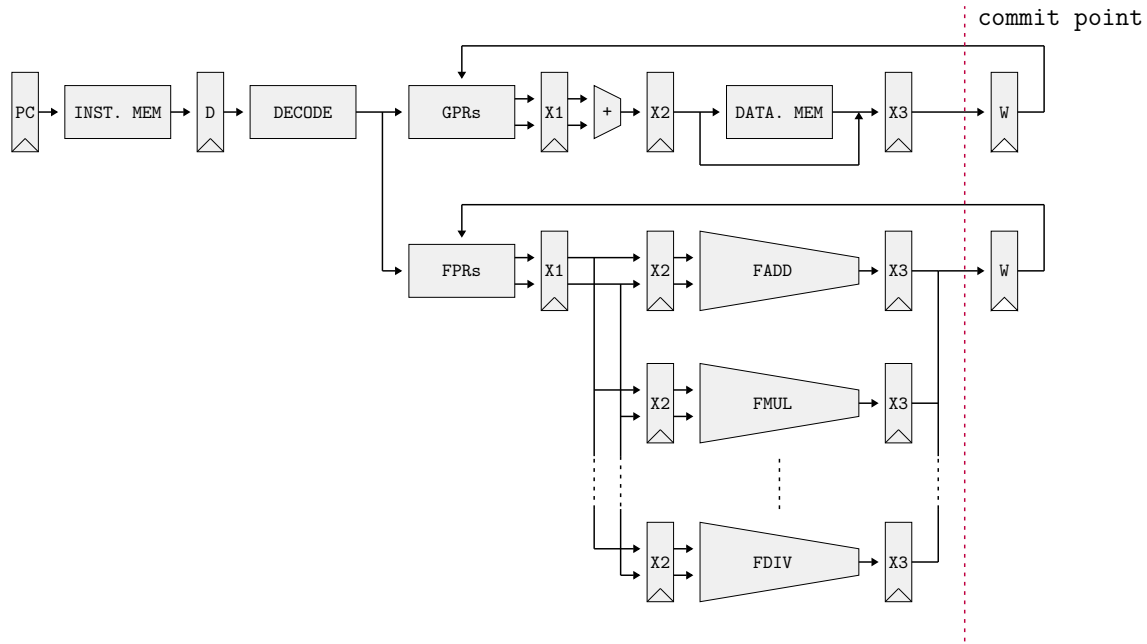 commit point
PC
INST. MEM
D
DECODE
GPRs
X1
+
X2
DATA. MEM
X3
W
FPRs
X1
X2
FADD
X3
W
X2
FMUL
X3
X2
FDIV
X3